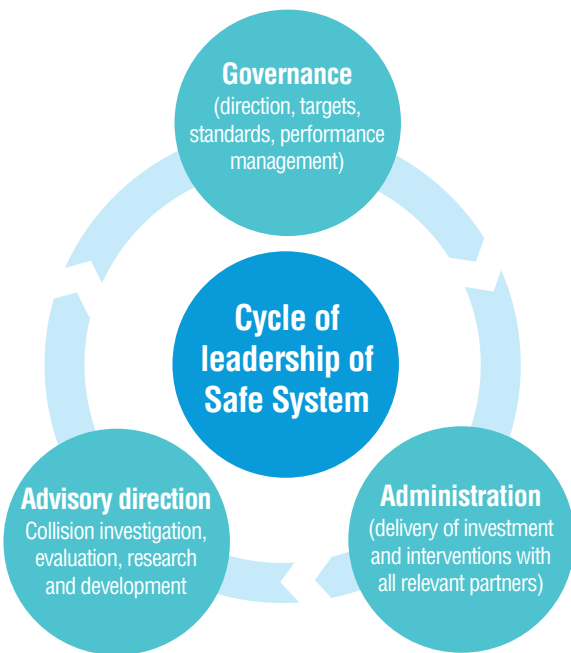 Governance
(direction, targets,
standards, performance
management)
Cycle of
leadership of
Safe System
Advisory direction
Collision investigation,
evaluation, research
and development
Administration
(delivery of investment
and interventions with
all relevant partners)